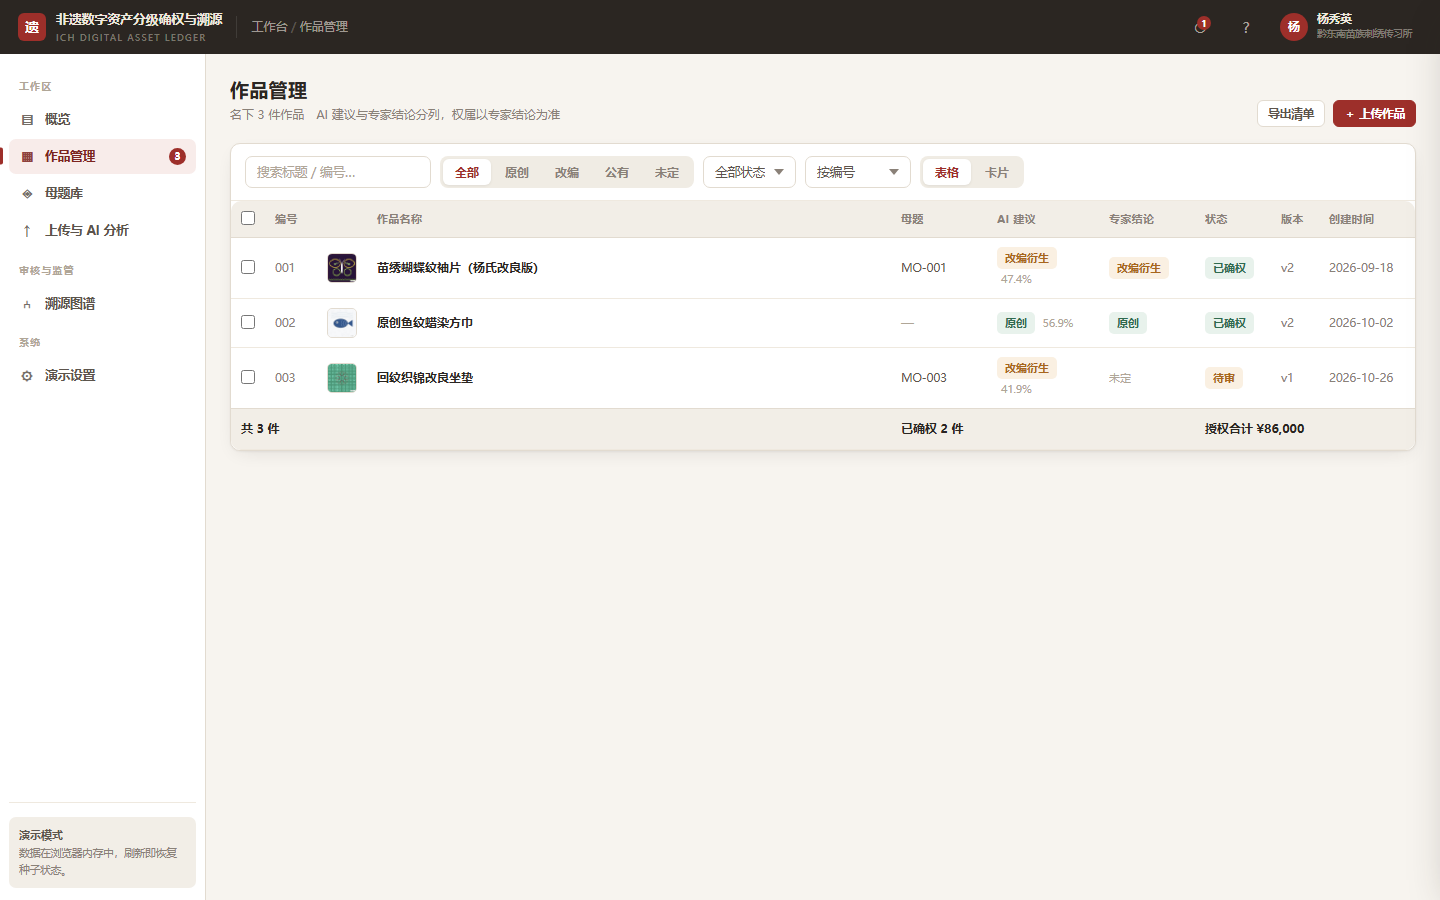 遗
非遗数字资产分级确权与溯源
ICH DIGITAL ASSET LEDGER
工作台 / 作品管理
1
?
杨
杨秀英
黔东南苗族刺绣传习所
工作区
概览
作品管理
3
母题库
上传与 AI 分析
审核与监管
溯源图谱
系统
演示设置
演示模式
数据在浏览器内存中，刷新即恢复
种子状态。
作品管理
名下 3 件作品 AI 建议与专家结论分列，权属以专家结论为准
导出清单
+ 上传作品
搜索标题 / 编号...
全部 原创 改编 公有 未定
全部状态
按编号
表格 卡片
编号 作品名称 母题 AI 建议 专家结论 状态 版本 创建时间
001 苗绣蝴蝶纹袖片（杨氏改良版） MO-001 改编衍生 47.4% 改编衍生 已确权 v2 2026-09-18
002 原创鱼纹蜡染方巾 — 原创 56.9% 原创 已确权 v2 2026-10-02
003 回纹织锦改良坐垫 MO-003 改编衍生 41.9% 未定 待审 v1 2026-10-26
共 3 件 已确权 2 件 授权合计 ¥86,000